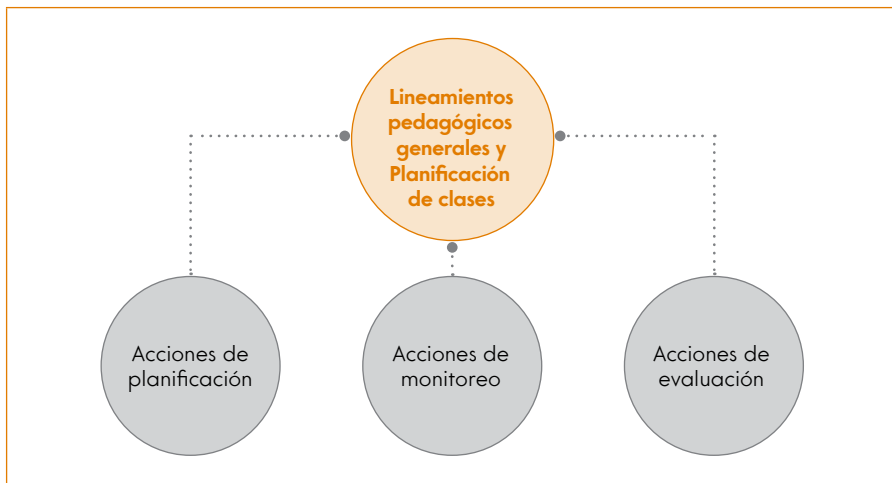 Lineamientos
pedagógicos
generales y
Planificación
de clases
Acciones de
planificación
Acciones de
monitoreo
Acciones de
evaluación